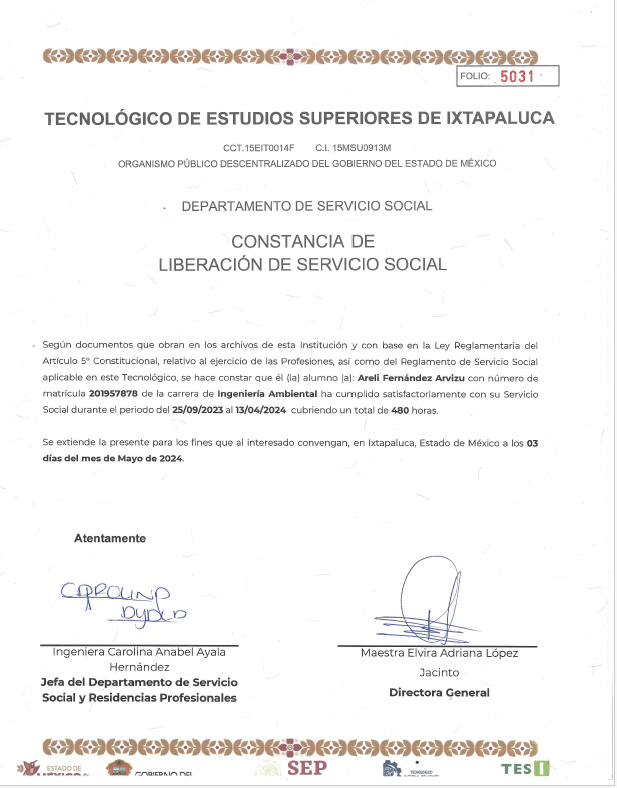 FOLIO: 5031
TECNOLÓGICO DE ESTUDIOS SUPERIORES DE IXTAPALUCA
CCT.15EIT0014F C.I. 15MSU0913M
ORGANISMO PÚBLICO DESCENTRALIZADO DEL GOBIERNO DEL ESTADO DE MÉXICO
DEPARTAMENTO DE SERVICIO SOCIAL
CONSTANCIA DE
LIBERACIÓN DE SERVICIO SOCIAL
Según documentos que obran en los archivos de esta Institución y con base en la Ley Reglamentaria del
Artículo 5º Constitucional, relativo al ejercicio de las Profesiones, así como del Reglamento de Servicio Social
aplicable en este Tecnológico, se hace constar que él (la) alumno (a): Areli Fernández Arvizu con número de
matrícula 201957878 de la carrera de Ingeniería Ambiental ha cumplido satisfactoriamente con su Servicio
Social durante el periodo del 25/09/2023 al 13/04/2024 cubriendo un total de 480 horas.
Se extiende la presente para los fines que al interesado convengan, en Ixtapaluca, Estado de México a los 03
días del mes de Mayo de 2024.
Atentamente
Ingeniera Carolina Anabel Ayala
Hernández
Jefa del Departamento de Servicio
Social y Residencias Profesionales
Maestra Elvira Adriana López
Jacinto
Directora General
ESTADO DE
MÉXICO
GOBIERNO DEL
SEP
TECNOLÓGICO
TESI